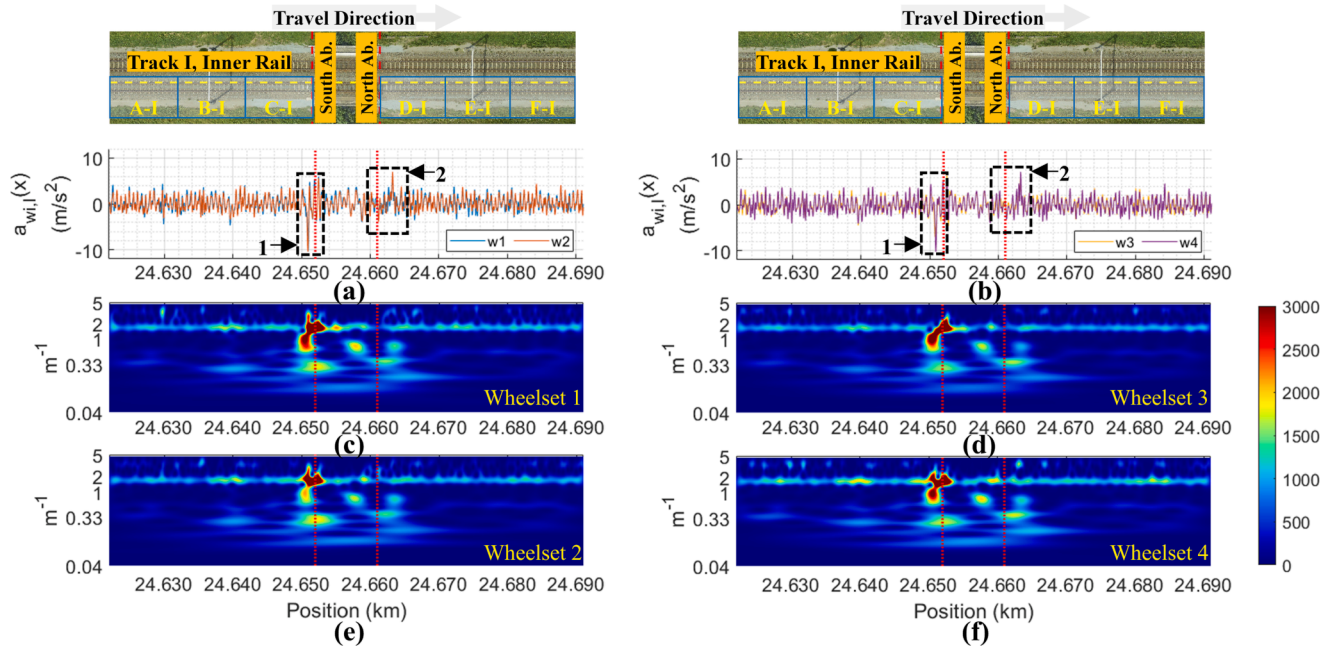 Travel Direction
Track I, Inner Rail
South Ab.
North Ab.
A-I B-I C-I D-I E-I F-I
Travel Direction
Track I, Inner Rail
South Ab.
North Ab.
A-I B-I C-I D-I E-I F-I
a_wi,I(x)
(m/s²)
10
0
-10
1
2
w1 w2
24.630 24.640 24.650 24.660 24.670 24.680 24.690
(a)
a_wi,I(x)
(m/s²)
10
0
-10
1
2
w3 w4
24.630 24.640 24.650 24.660 24.670 24.680 24.690
(b)
m⁻¹
5
2
1
0.33
0.04
Wheelset 1
24.630 24.640 24.650 24.660 24.670 24.680 24.690
(c)
m⁻¹
5
2
1
0.33
0.04
Wheelset 3
24.630 24.640 24.650 24.660 24.670 24.680 24.690
(d)
m⁻¹
5
2
1
0.33
0.04
Wheelset 2
24.630 24.640 24.650 24.660 24.670 24.680 24.690
Position (km)
(e)
m⁻¹
5
2
1
0.33
0.04
Wheelset 4
24.630 24.640 24.650 24.660 24.670 24.680 24.690
Position (km)
(f)
3000
2500
2000
1500
1000
500
0